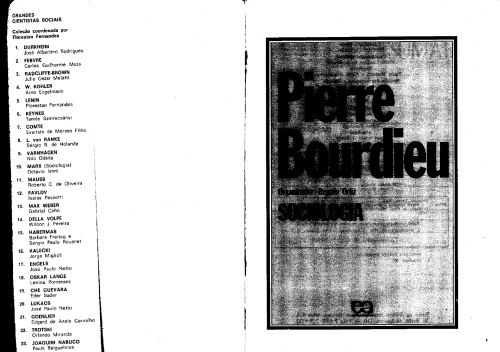 GRANDES
CIENTISTAS SOCIAIS
Coleção coordenada por
Florestan Fernandes
1. DURKHEIM
José Albertino Rodrigues
2. FEBVRE
Carlos Guilherme Mota
3. RADCLIFFE-BROWN
Julio Cezar Melatti
4. W. KÖHLER
Arno Engelmann
5. LENIN
Florestan Fernandes
6. KEYNES
Tamás Szmrecsányi
7. COMTE
Evaristo de Moraes Filho
8. L. von RANKE
Sérgio B. de Holanda
9. VARNHAGEN
Nilo Odália
10. MARX (Sociologia)
Octavio Ianni
11. MAUSS
Roberto C. de Oliveira
12. PAVLOV
Isaias Pessotti
13. MAX WEBER
Gabriel Cohn
14. DELLA VOLPE
Wilcon J. Pereira
15. HABERMAS
Barbara Freitag e
Sergio Paulo Rouanet
16. KALECKI
Jorge Miglioli
17. ENGELS
José Paulo Netto
18. OSKAR LANGE
Lenina Pomeranz
19. CHE GUEVARA
Eder Sader
20. LUKÁCS
José Paulo Netto
21. GODELIER
Edgard de Assis Carvalho
22. TROTSKI
Orlando Miranda
23. JOAQUIM NABUCO
Paula Beiguelman
Pierre
Bourdieu
Ortiz
SOCIOLOGIA